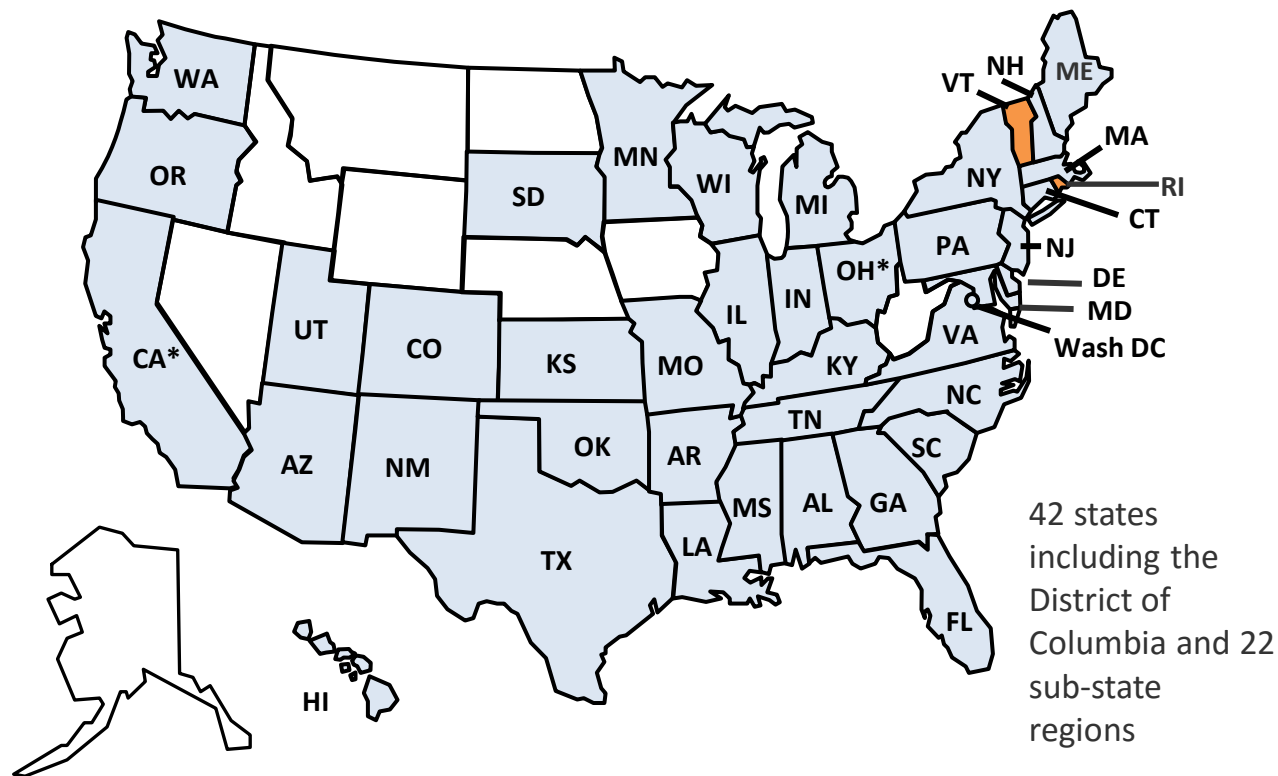 WA
NH
ME
VT
MA
MN
OR
WI
NY
RI
SD
MI
CT
PA
NJ
OH*
DE
IN
MD
IL
UT
VA
CO
Wash DC
CA*
KS
MO
KY
NC
TN
OK
AR
SC
AZ
NM
MS
AL
GA
LA
TX
FL
HI
42 states
including the
District of
Columbia and 22
sub-state
regions